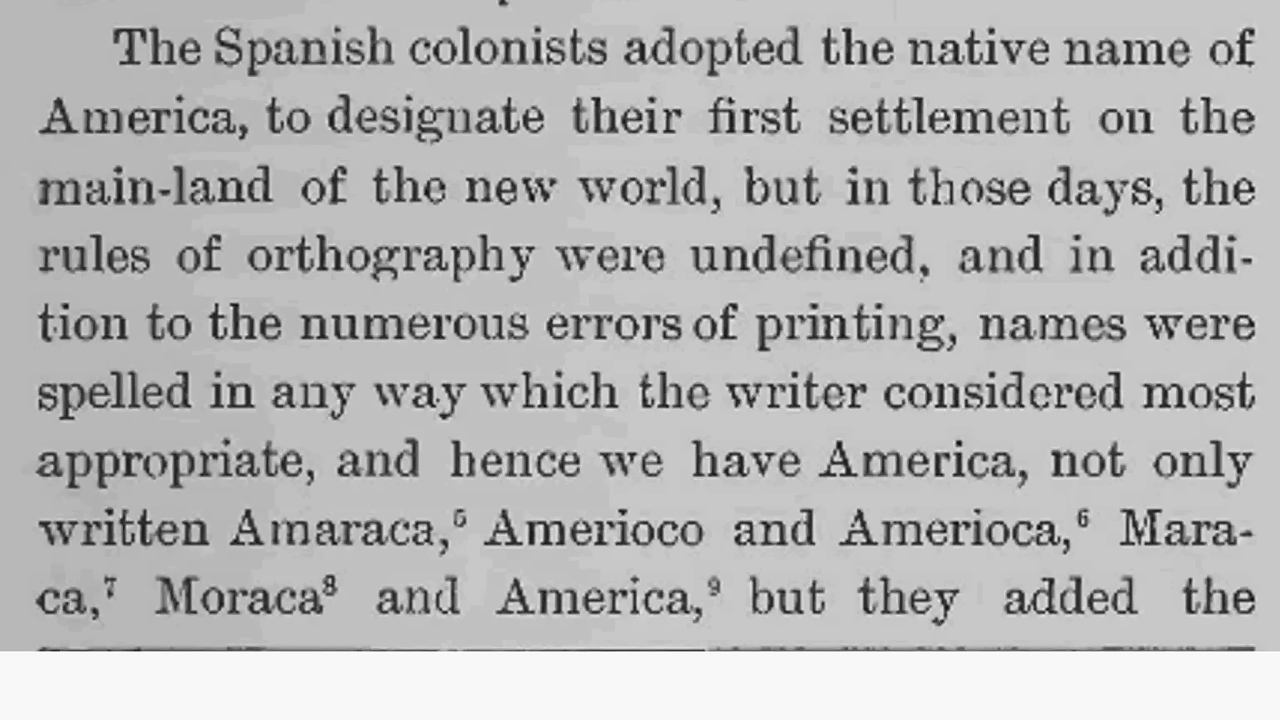 The Spanish colonists adopted the native name of
America, to designate their first settlement on the
main-land of the new world, but in those days, the
rules of orthography were undefined, and in addi-
tion to the numerous errors of printing, names were
spelled in any way which the writer considered most
appropriate, and hence we have America, not only
written Amaraca,⁵ Amerioco and Amerioca,⁶ Mara-
ca,⁷ Moraca⁸ and America,⁹ but they added the